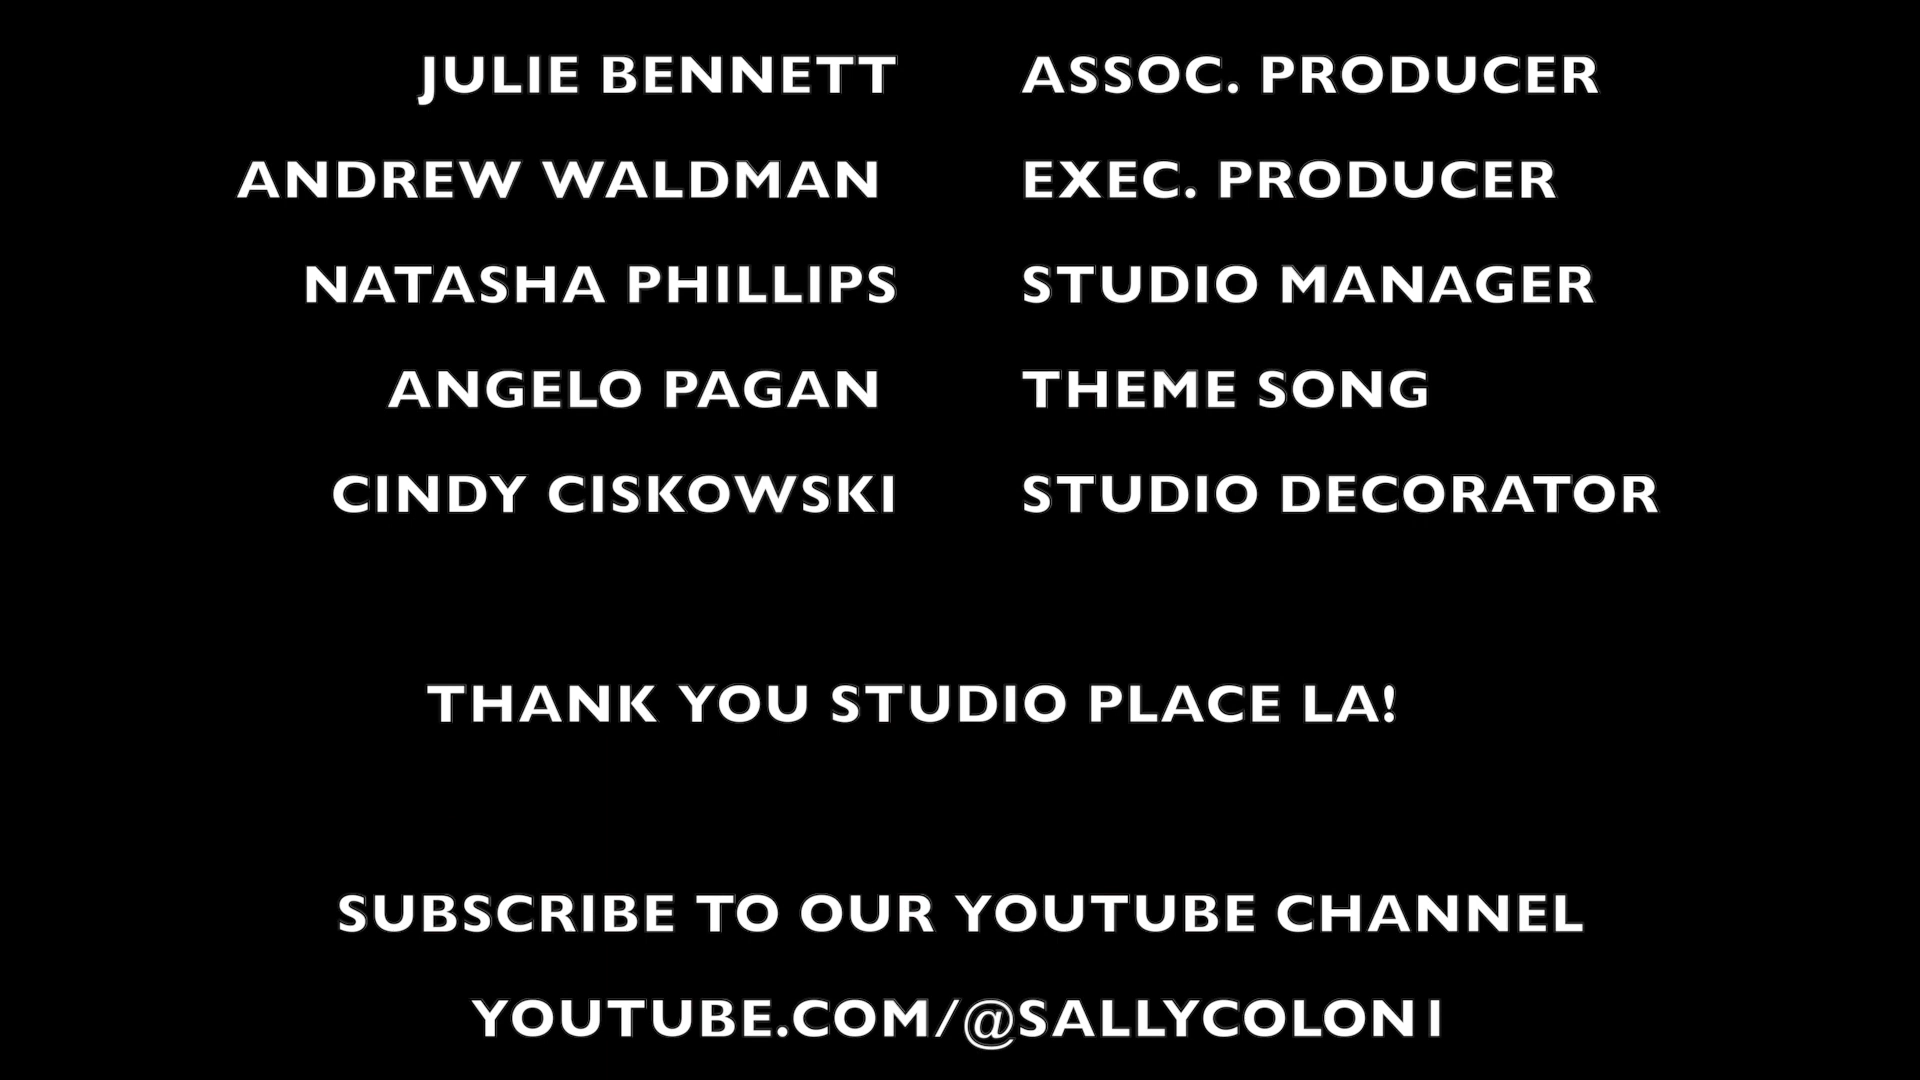 JULIE BENNETT ASSOC. PRODUCER
ANDREW WALDMAN EXEC. PRODUCER
NATASHA PHILLIPS STUDIO MANAGER
ANGELO PAGAN THEME SONG
CINDY CISKOWSKI STUDIO DECORATOR
THANK YOU STUDIO PLACE LA!
SUBSCRIBE TO OUR YOUTUBE CHANNEL
YOUTUBE.COM/@SALLYCOLON1